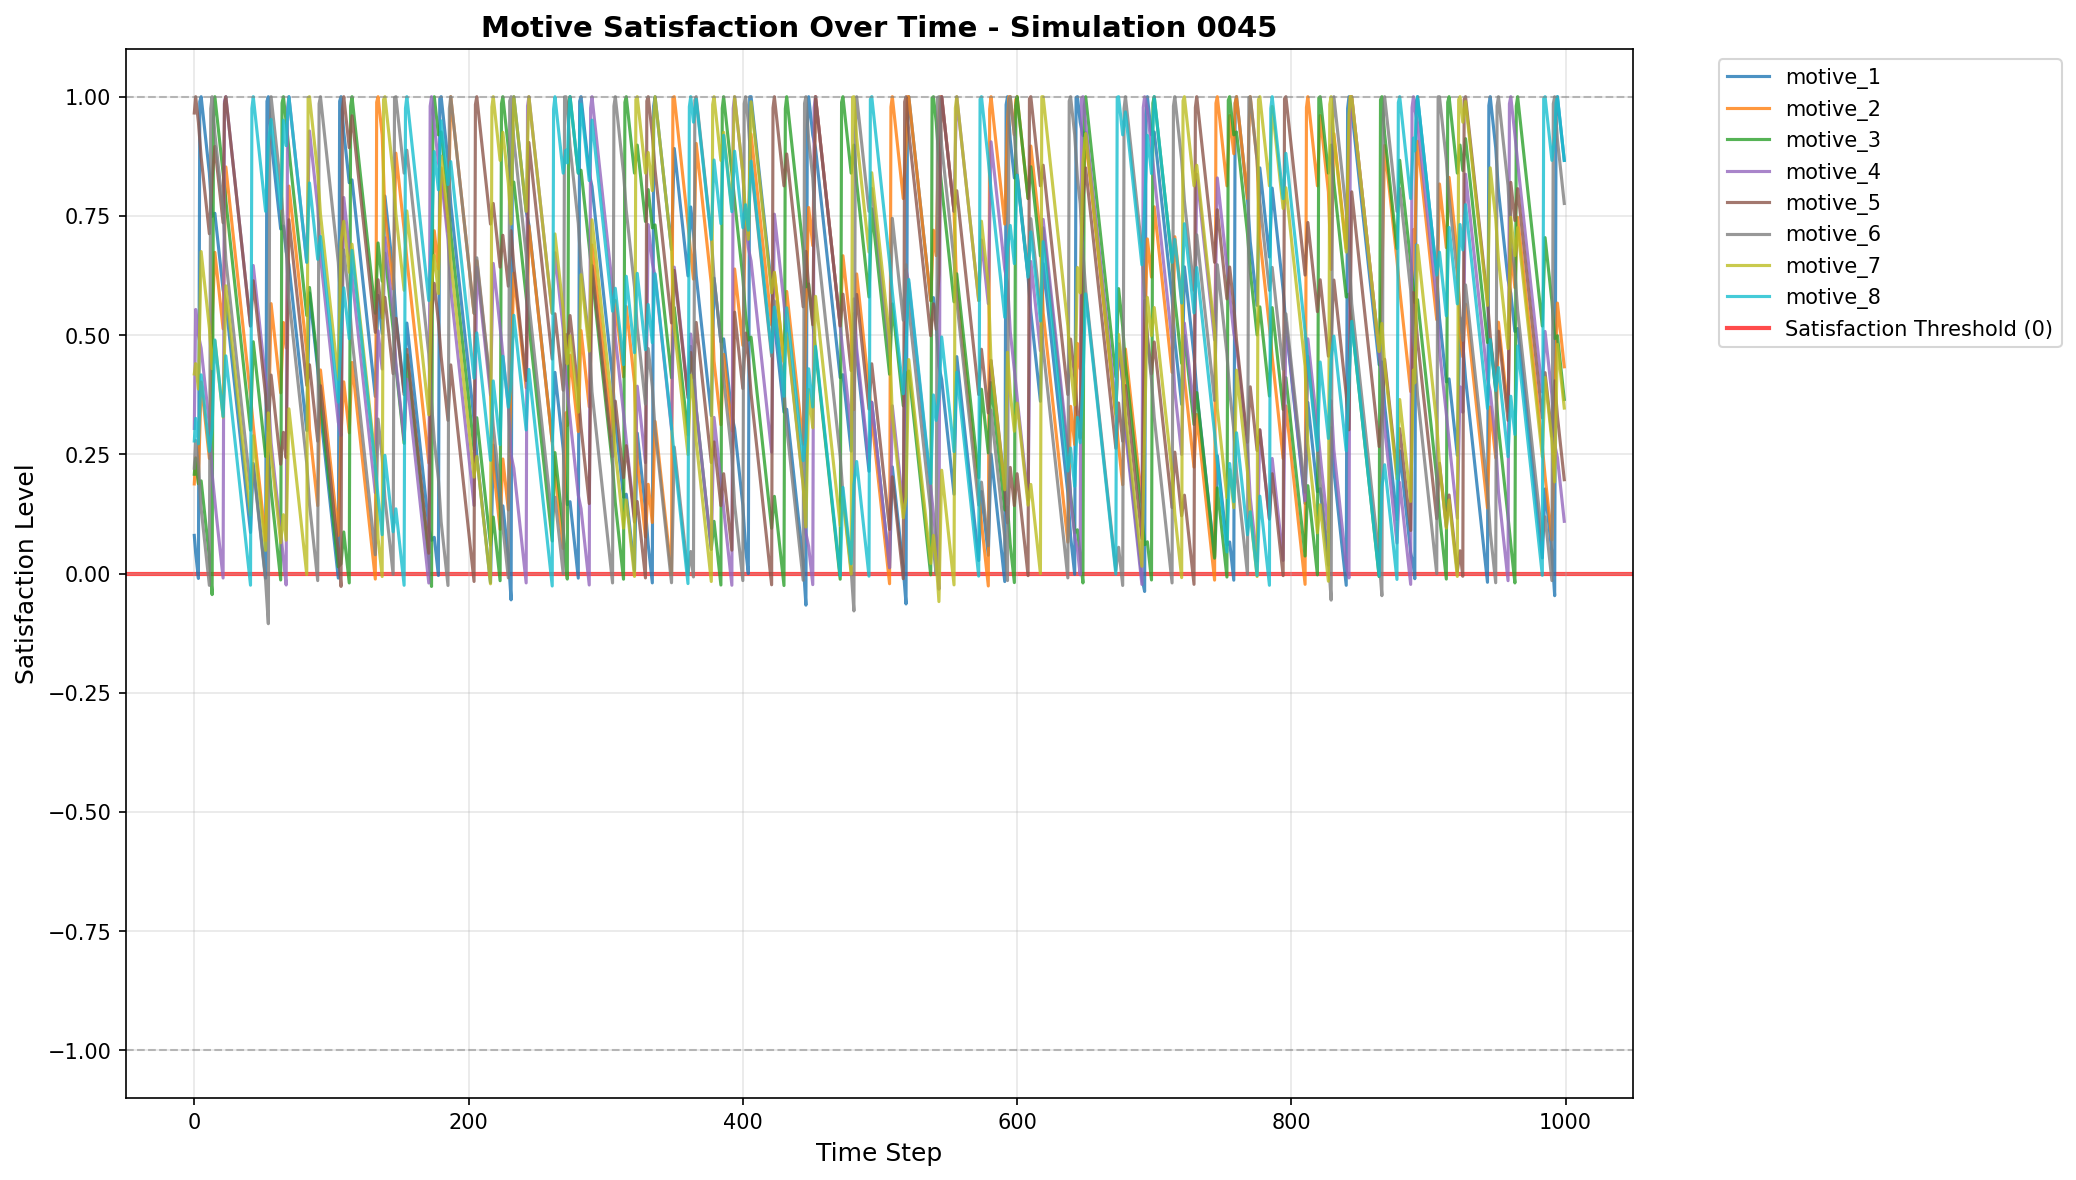 Motive Satisfaction Over Time - Simulation 0045
Satisfaction Level
1.00
0.75
0.50
0.25
0.00
−0.25
−0.50
−0.75
−1.00
0
200
400
600
800
1000
Time Step
motive_1
motive_2
motive_3
motive_4
motive_5
motive_6
motive_7
motive_8
Satisfaction Threshold (0)